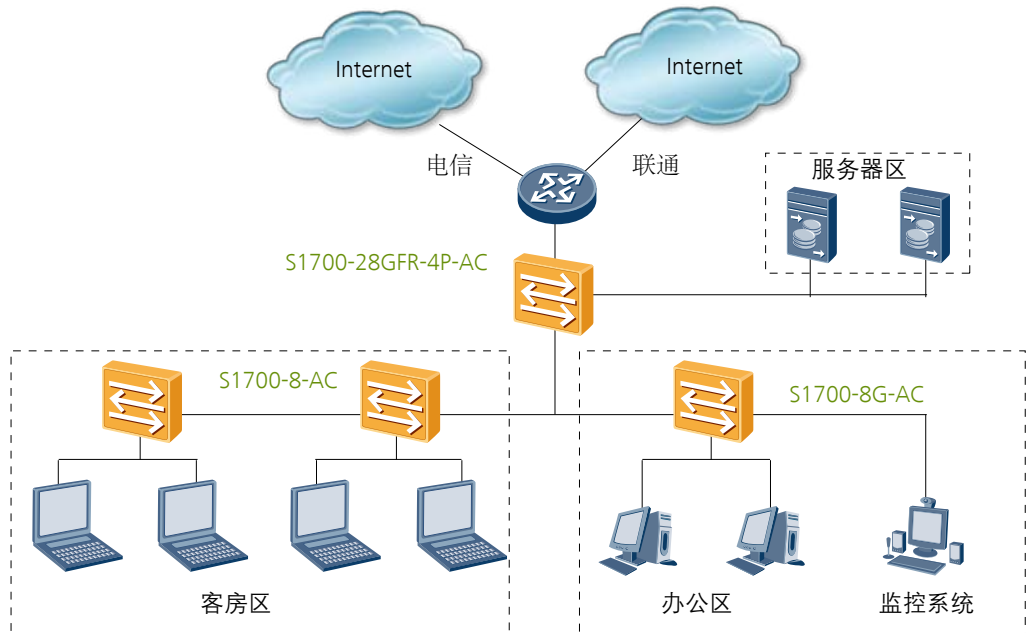 Internet
Internet
电信
联通
服务器区
S1700-28GFR-4P-AC
S1700-8-AC
S1700-8G-AC
客房区
办公区
监控系统